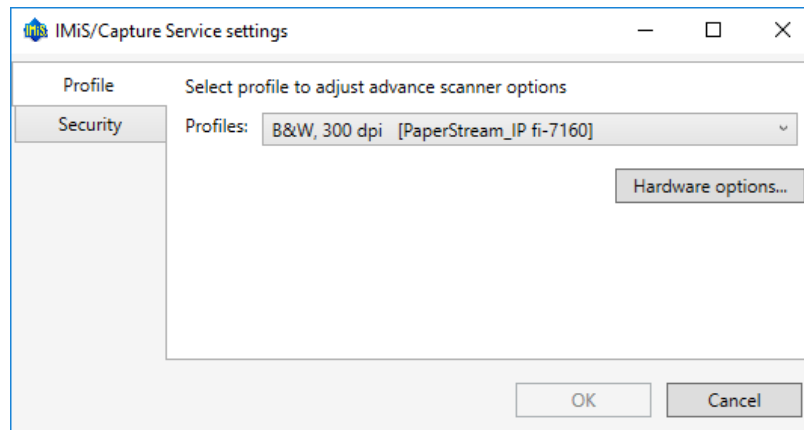 IMiS/Capture Service settings
Profile
Select profile to adjust advance scanner options
Security
Profiles: B&W, 300 dpi [PaperStream_IP fi-7160]
Hardware options...
OK Cancel